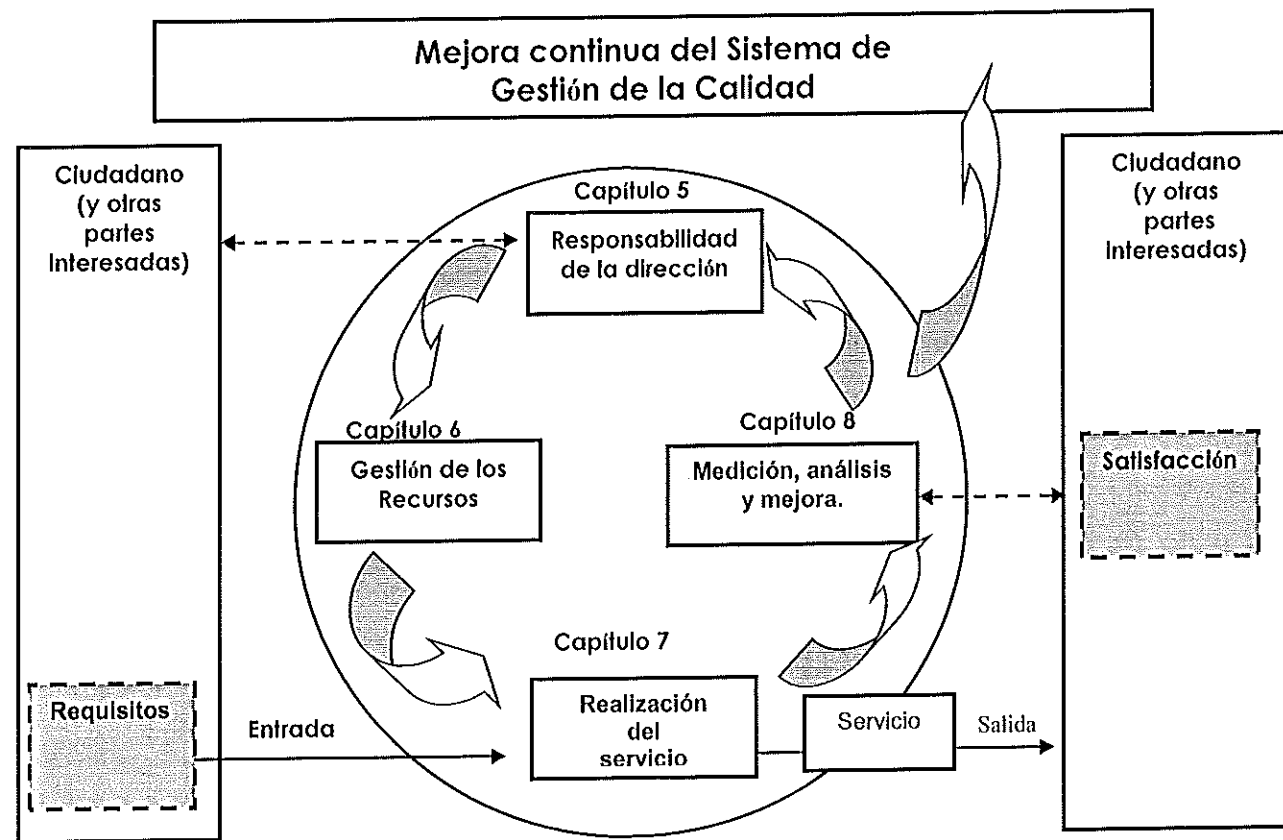 Mejora continua del Sistema de
Gestión de la Calidad
Ciudadano
(y otras
partes
Interesadas)
Capítulo 5
Responsabilidad
de la dirección
Ciudadano
(y otras
partes
Interesadas)
Capítulo 6
Gestión de los
Recursos
Capítulo 8
Medición, análisis
y mejora.
Satisfacción
Capítulo 7
Realización
del
servicio
Requisitos
Entrada
Servicio
Salida